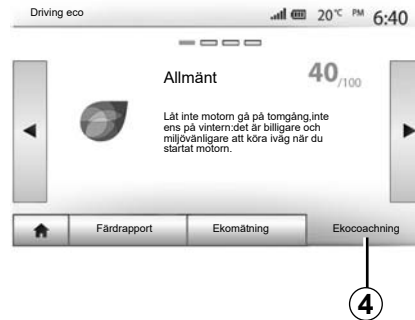 Driving eco 20°C PM 6:40
Allmänt 40/100
Låt inte motorn gå på tomgång,inte
ens på vintern:det är billigare och
miljövänligare att köra iväg när du
startat motorn.
Färdrapport Ekomätning Ekocoachning
4